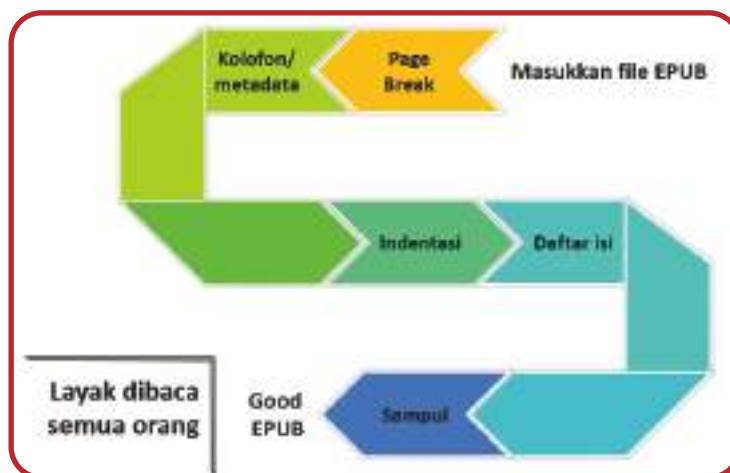 Masukkan file EPUB
Page
Break
Kolofon/
metadata
Indentasi
Daftar isi
Sampul
Good
EPUB
Layak dibaca
semua orang